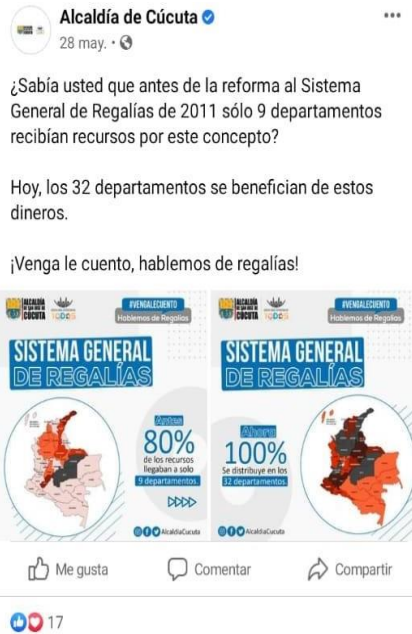 Alcaldía de Cúcuta
28 may. •
¿Sabía usted que antes de la reforma al Sistema
General de Regalías de 2011 sólo 9 departamentos
recibían recursos por este concepto?
Hoy, los 32 departamentos se benefician de estos
dineros.
¡Venga le cuento, hablemos de regalías!
ALCALDÍA
CÚCUTA
#VENGALECUENTO
Hablemos de Regalías
SISTEMA GENERAL
DE REGALÍAS
Antes
80%
de los recursos
llegaban a solo
9 departamentos
AlcaldiaCucuta
ALCALDÍA
CÚCUTA
#VENGALECUENTO
Hablemos de Regalías
SISTEMA GENERAL
DE REGALÍAS
Ahora
100%
Se distribuye en los
32 departamentos
AlcaldiaCucuta
Me gusta
Comentar
Compartir
17